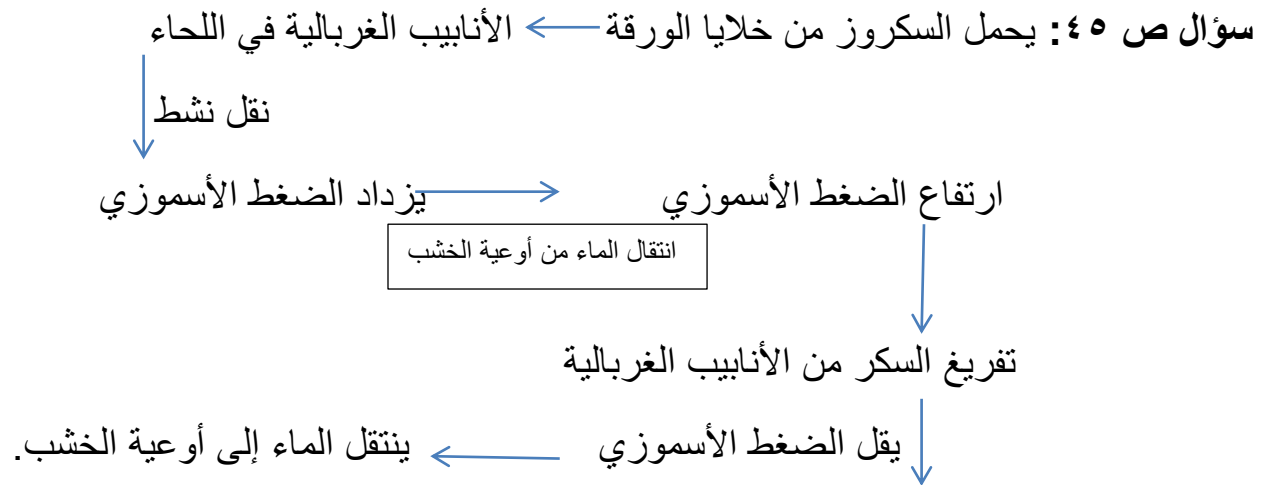 سؤال ص ٤٥: يحمل السكروز من خلايا الورقة الأنابيب الغربالية في اللحاء
نقل نشط
ارتفاع الضغط الأسموزي يزداد الضغط الأسموزي
انتقال الماء من أوعية الخشب
تفريغ السكر من الأنابيب الغربالية
يقل الضغط الأسموزي ينتقل الماء إلى أوعية الخشب.